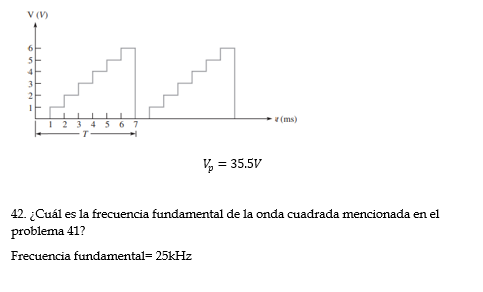 V (V)
6
5
4
3
2
1
1 2 3 4 5 6 7
t (ms)
T
Vp = 35.5V
42. ¿Cuál es la frecuencia fundamental de la onda cuadrada mencionada en el
problema 41?
Frecuencia fundamental= 25kHz